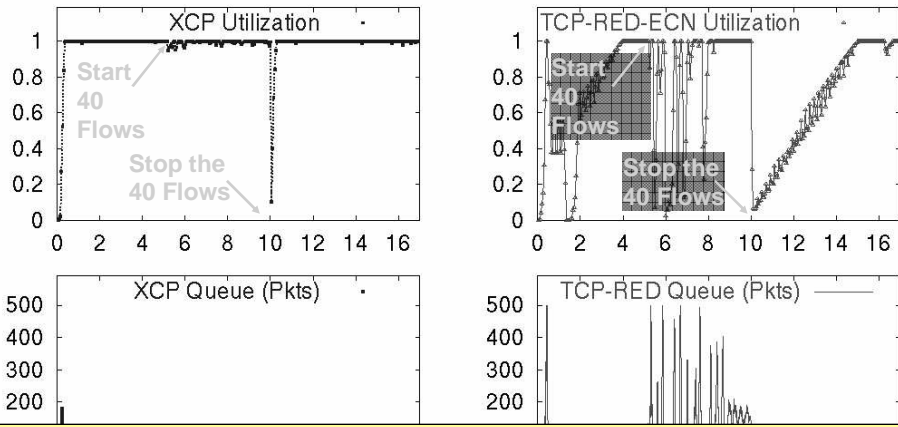 XCP Utilization
1
0.8
0.6
0.4
0.2
0
0 2 4 6 8 10 12 14 16
Start
40
Flows
Stop the
40 Flows
TCP-RED-ECN Utilization
1
0.8
0.6
0.4
0.2
0
0 2 4 6 8 10 12 14 16
Start
40
Flows
Stop the
40 Flows
XCP Queue (Pkts)
500
400
300
200
TCP-RED Queue (Pkts)
500
400
300
200